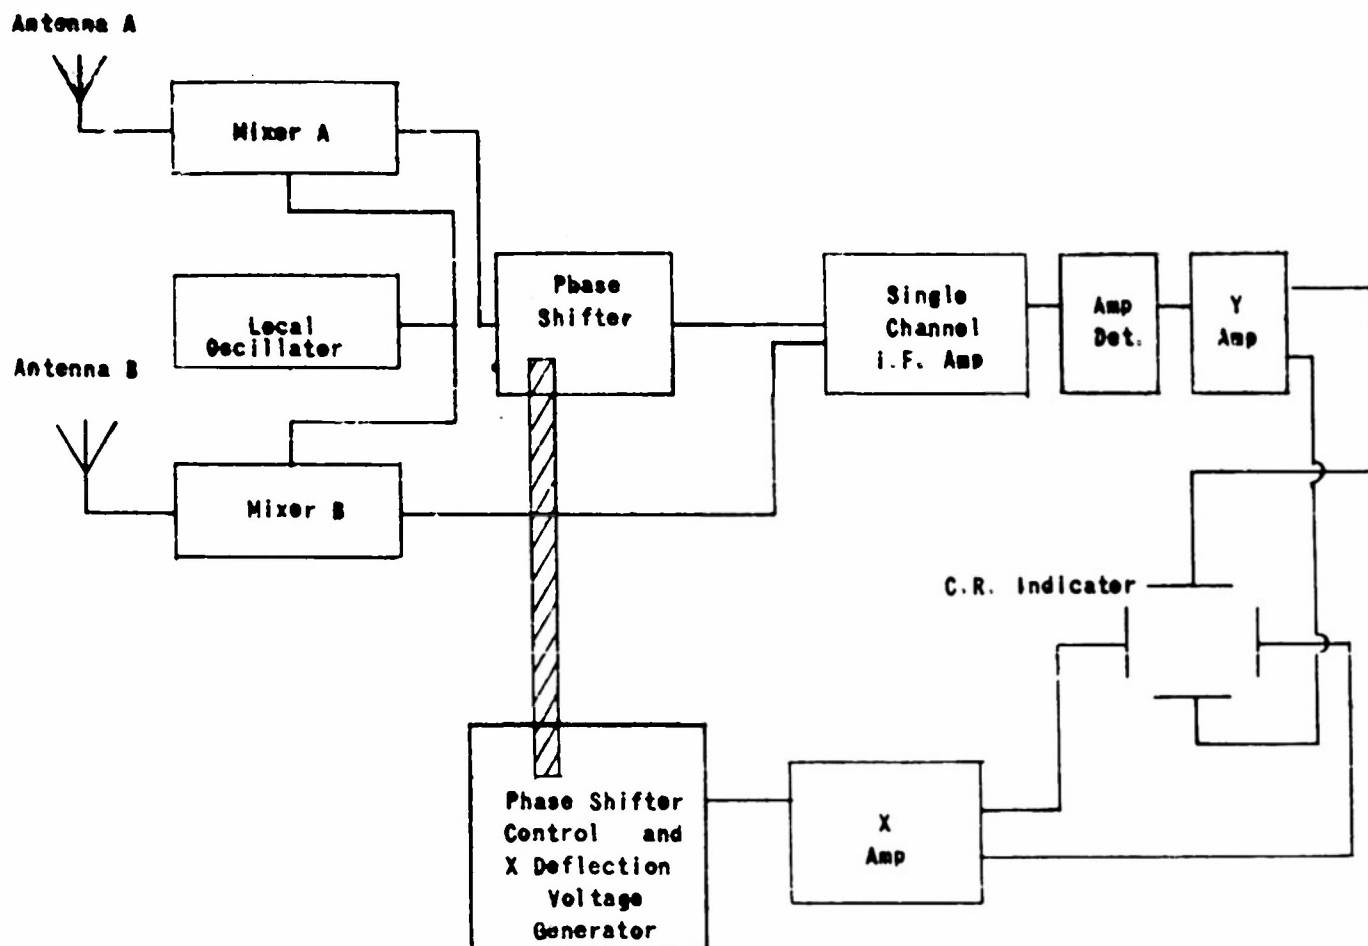 Antenna A
Mixer A
Phase
Shifter
Single
Channel
i.F. Amp
Amp
Det.
Y
Amp
Local
Oscillator
Antenna B
Mixer B
C.R. Indicator
Phase Shifter
Control and
X Deflection
Voltage
Generator
X
Amp